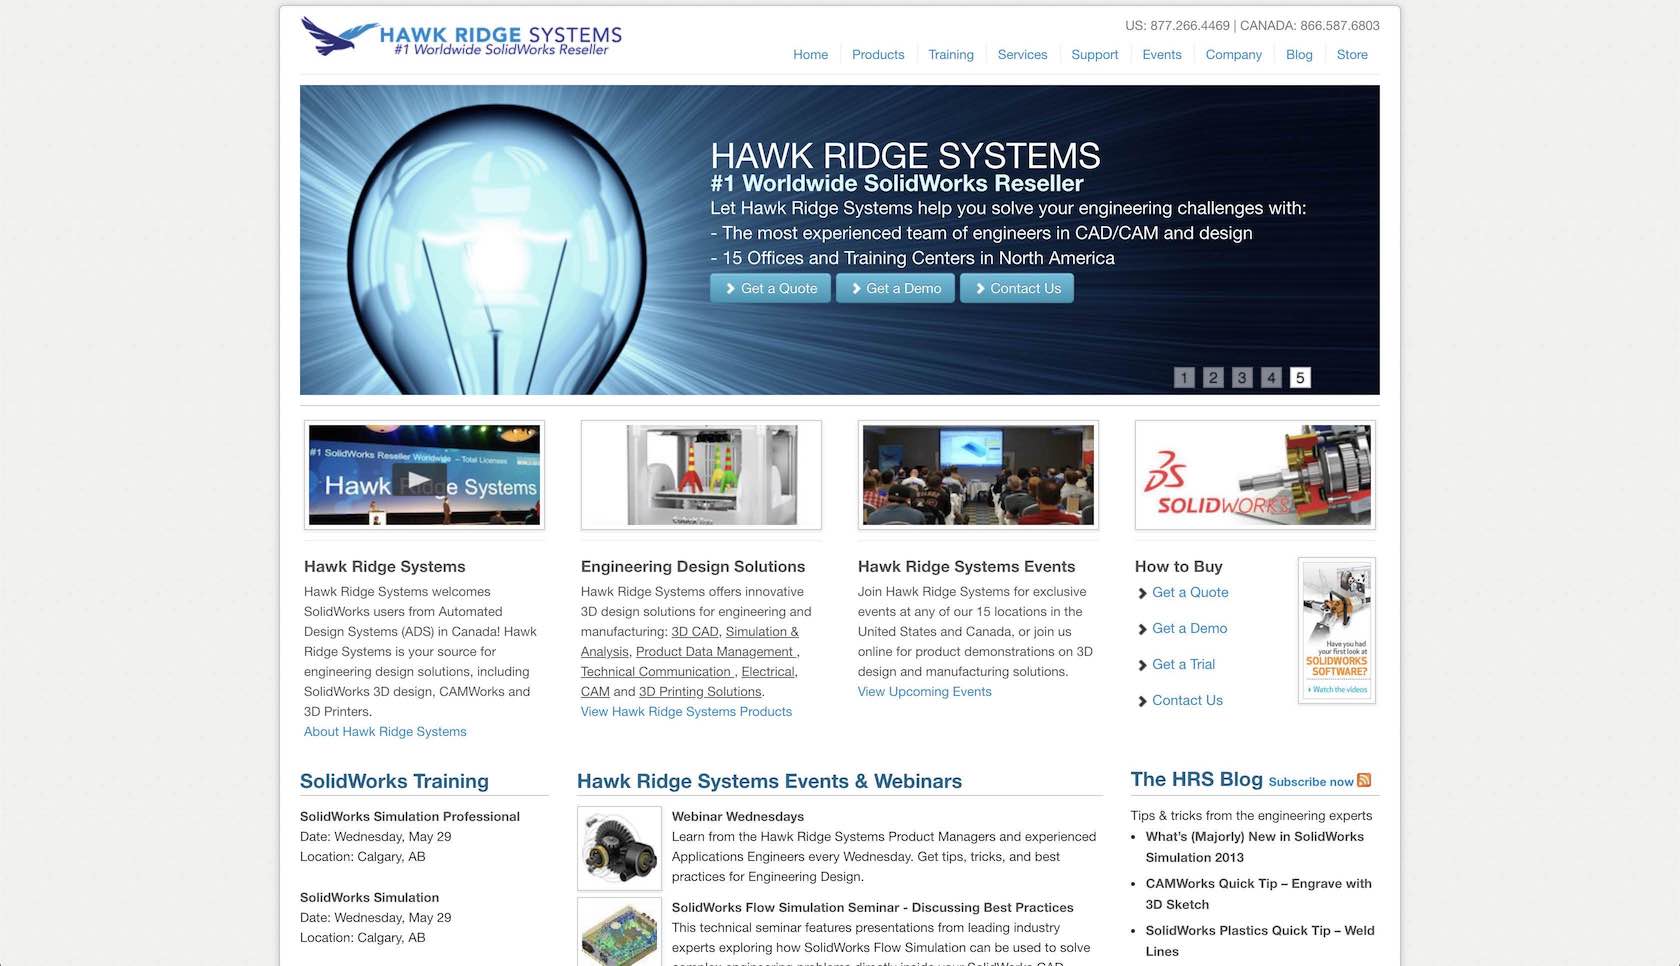 HAWK RIDGE SYSTEMS
#1 Worldwide SolidWorks Reseller
US: 877.266.4469 | CANADA: 866.587.6803
Home Products Training Services Support Events Company Blog Store
HAWK RIDGE SYSTEMS
#1 Worldwide SolidWorks Reseller
Let Hawk Ridge Systems help you solve your engineering challenges with:
- The most experienced team of engineers in CAD/CAM and design
- 15 Offices and Training Centers in North America
Get a Quote Get a Demo Contact Us
1 2 3 4 5
#1 SolidWorks Reseller Worldwide – Total Licenses
Hawk Ridge Systems
SOLIDWORKS
Hawk Ridge Systems
Hawk Ridge Systems welcomes
SolidWorks users from Automated
Design Systems (ADS) in Canada! Hawk
Ridge Systems is your source for
engineering design solutions, including
SolidWorks 3D design, CAMWorks and
3D Printers.
About Hawk Ridge Systems
Engineering Design Solutions
Hawk Ridge Systems offers innovative
3D design solutions for engineering and
manufacturing: 3D CAD, Simulation &
Analysis, Product Data Management ,
Technical Communication , Electrical,
CAM and 3D Printing Solutions.
View Hawk Ridge Systems Products
Hawk Ridge Systems Events
Join Hawk Ridge Systems for exclusive
events at any of our 15 locations in the
United States and Canada, or join us
online for product demonstrations on 3D
design and manufacturing solutions.
View Upcoming Events
How to Buy
Get a Quote
Get a Demo
Get a Trial
Contact Us
Have you had
your first look at
SOLIDWORKS
SOFTWARE?
Watch the videos
SolidWorks Training
SolidWorks Simulation Professional
Date: Wednesday, May 29
Location: Calgary, AB
SolidWorks Simulation
Date: Wednesday, May 29
Location: Calgary, AB
Hawk Ridge Systems Events & Webinars
Webinar Wednesdays
Learn from the Hawk Ridge Systems Product Managers and experienced
Applications Engineers every Wednesday. Get tips, tricks, and best
practices for Engineering Design.
SolidWorks Flow Simulation Seminar - Discussing Best Practices
This technical seminar features presentations from leading industry
experts exploring how SolidWorks Flow Simulation can be used to solve
complex engineering problems directly inside your SolidWorks CAD
The HRS Blog Subscribe now
Tips & tricks from the engineering experts
• What's (Majorly) New in SolidWorks
Simulation 2013
• CAMWorks Quick Tip – Engrave with
3D Sketch
• SolidWorks Plastics Quick Tip – Weld
Lines